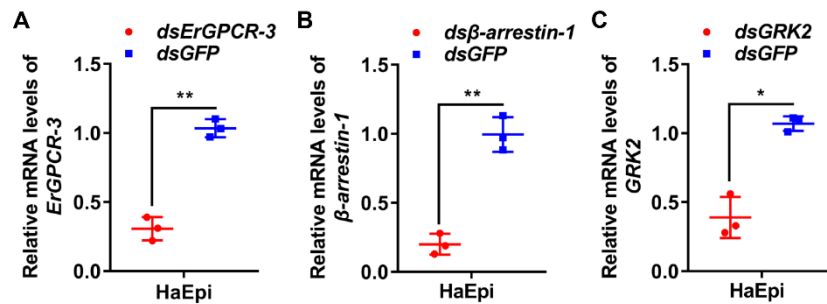 A
dsErGPCR-3
dsGFP
Relative mRNA levels of
ErGPCR-3
1.5
1.0
0.5
0.0
**
HaEpi
B
dsβ-arrestin-1
dsGFP
Relative mRNA levels of
β-arrestin-1
1.5
1.0
0.5
0.0
**
HaEpi
C
dsGRK2
dsGFP
Relative mRNA levels of
GRK2
1.5
1.0
0.5
0.0
*
HaEpi